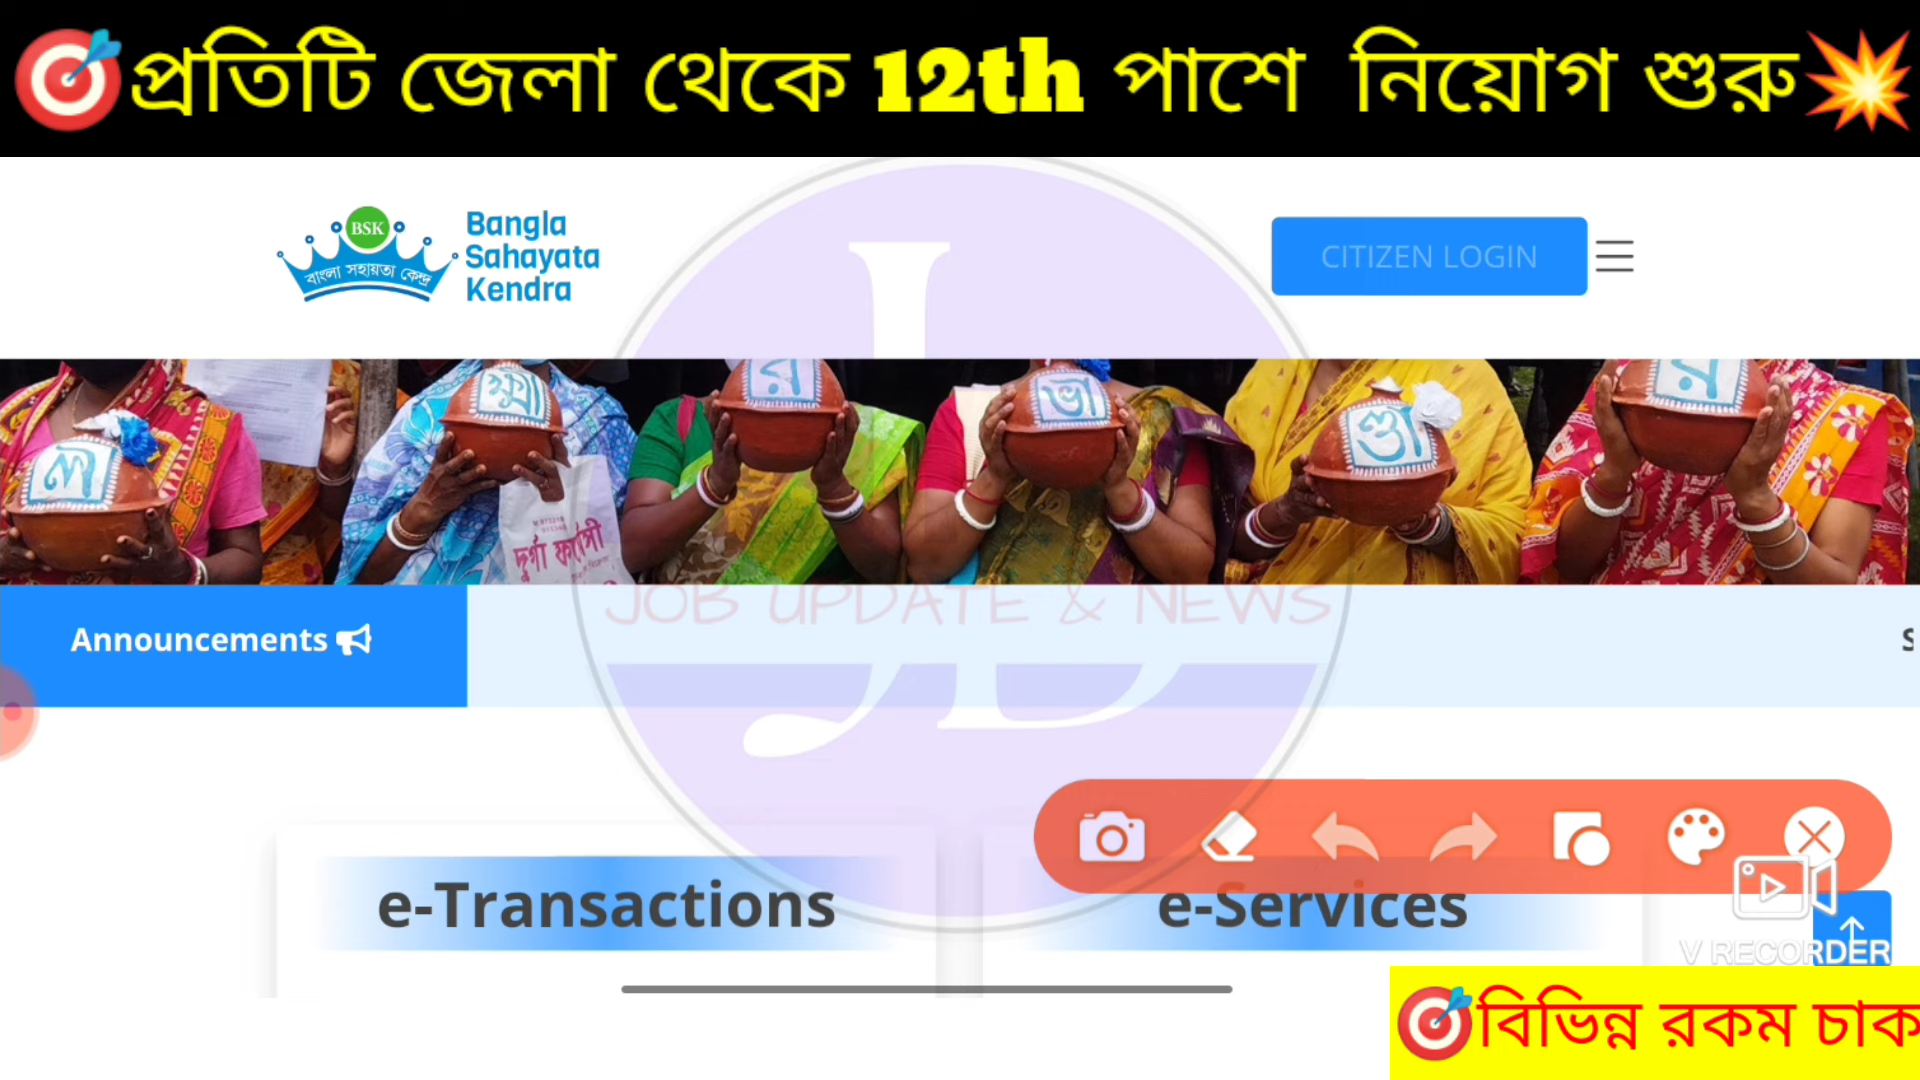 প্রতিটি জেলা থেকে 12th পাশে নিয়োগ শুরু
BSK
বাংলা সহায়তা কেন্দ্র
Bangla
Sahayata
Kendra
CITIZEN LOGIN
ল
ক্ষ্মী
র
ভা
ণ্ডা
র
দুর্গা
JOB UPDATE & NEWS
Announcements
S
e-Transactions
e-Services
V RECORDER
বিভিন্ন রকম চাক